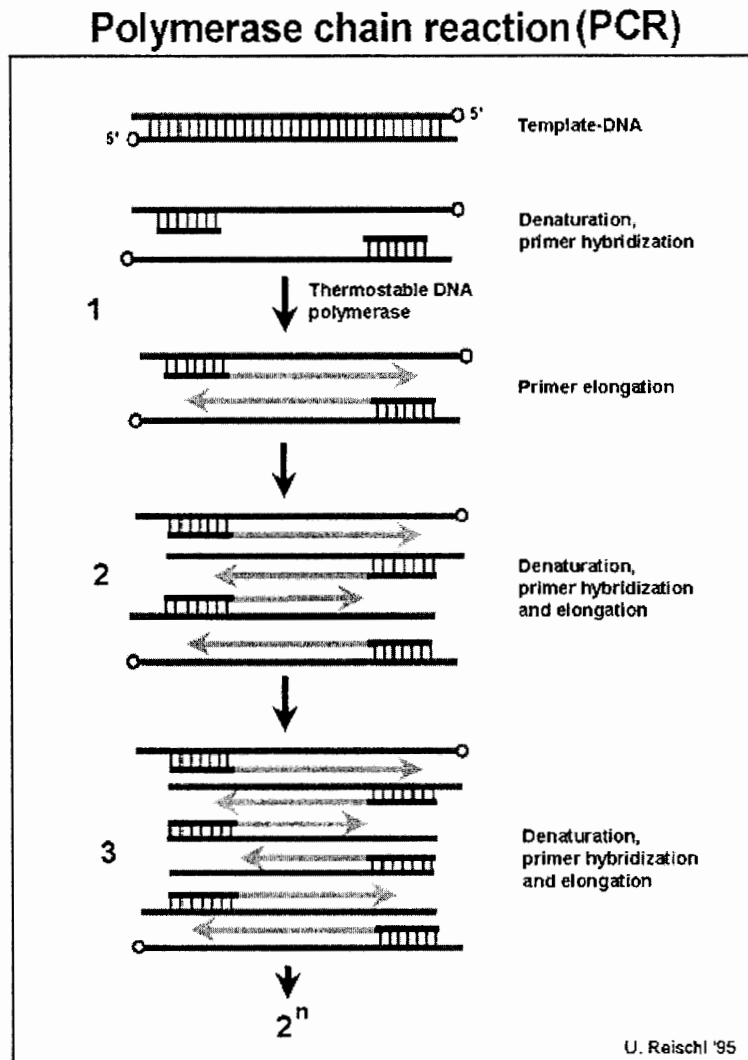 Polymerase chain reaction (PCR)
5'
5'
Template-DNA
Denaturation,
primer hybridization
1
Thermostable DNA
polymerase
Primer elongation
2
Denaturation,
primer hybridization
and elongation
3
Denaturation,
primer hybridization
and elongation
2ⁿ
U. Reischl '95